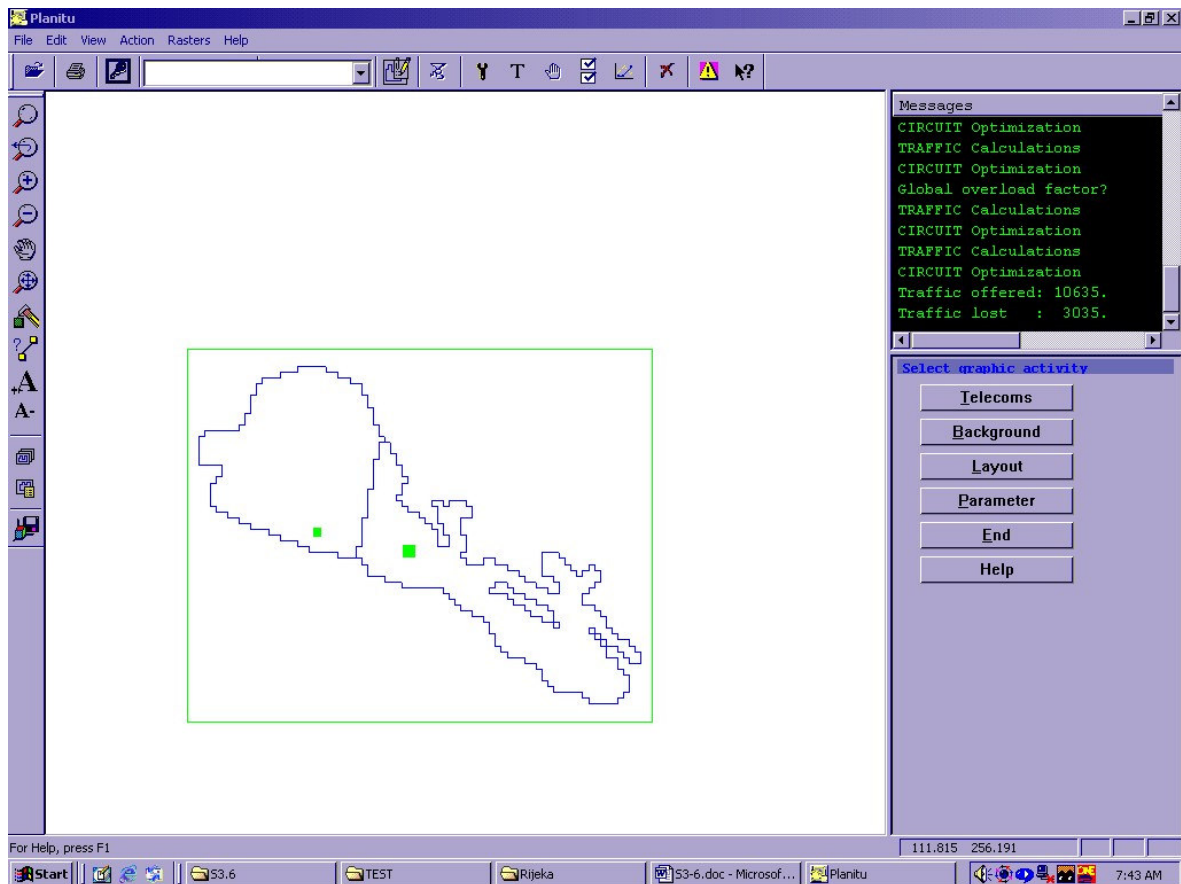 Planitu
File Edit View Action Rasters Help
T
Messages
CIRCUIT Optimization
TRAFFIC Calculations
CIRCUIT Optimization
Global overload factor?
TRAFFIC Calculations
CIRCUIT Optimization
TRAFFIC Calculations
CIRCUIT Optimization
Traffic offered: 10635.
Traffic lost   :  3035.
Select graphic activity
Telecoms
Background
Layout
Parameter
End
Help
+A
A-
For Help, press F1
111.815 256.191
Start
S3.6
TEST
Rijeka
S3-6.doc - Microsof...
Planitu
7:43 AM